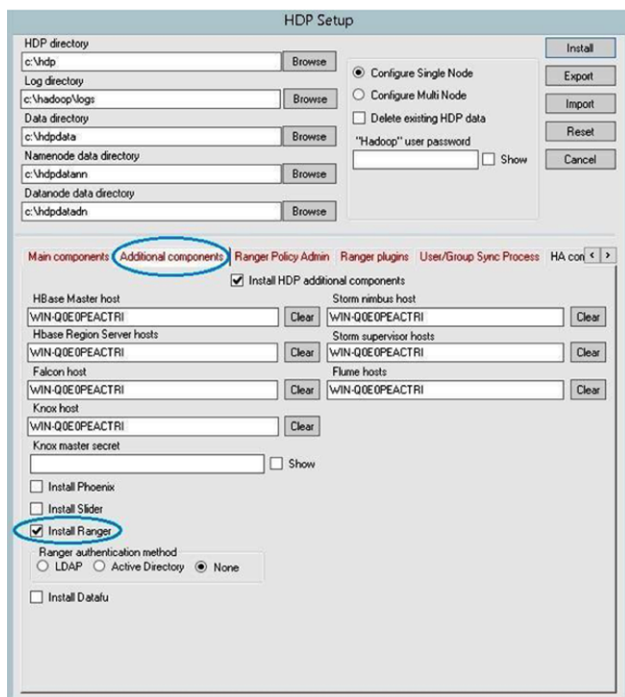 HDP Setup
HDP directory
c:\hdp Browse
Log directory
c:\hadoop\logs Browse
Data directory
c:\hdpdata Browse
Namenode data directory
c:\hdpdatann Browse
Datanode data directory
c:\hdpdatadn Browse
Configure Single Node
Configure Multi Node
Delete existing HDP data
"Hadoop" user password
Show
Install
Export
Import
Reset
Cancel
Main components Additional components Ranger Policy Admin Ranger plugins User/Group Sync Process HA con < >
Install HDP additional components
HBase Master host Storm nimbus host
WIN-Q0E0PEACTRI Clear WIN-Q0E0PEACTRI Clear
Hbase Region Server hosts Storm supervisor hosts
WIN-Q0E0PEACTRI Clear WIN-Q0E0PEACTRI Clear
Falcon host Flume hosts
WIN-Q0E0PEACTRI Clear WIN-Q0E0PEACTRI Clear
Knox host
WIN-Q0E0PEACTRI Clear
Knox master secret
Show
Install Phoenix
Install Slider
Install Ranger
Ranger authentication method
LDAP Active Directory None
Install Datafu